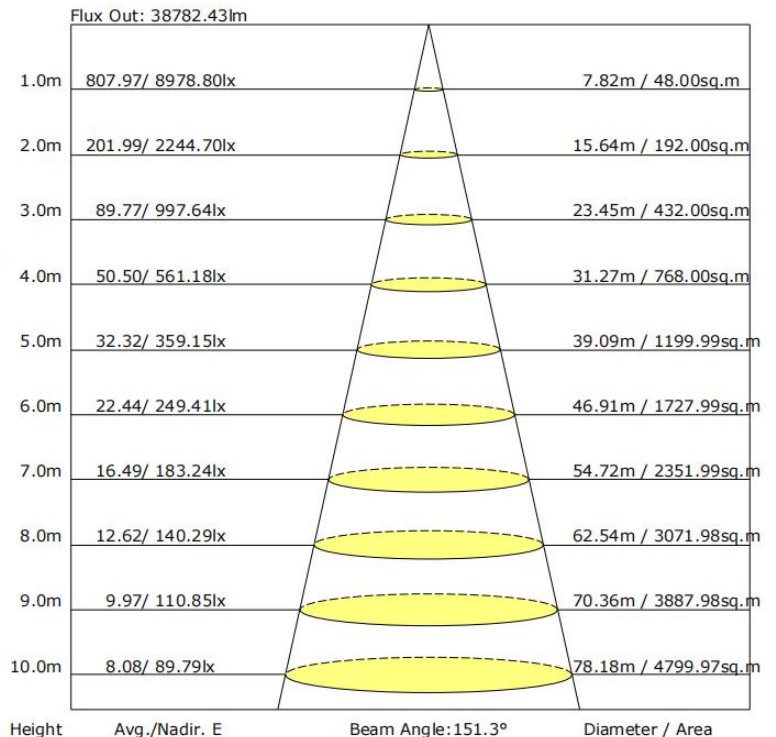 Flux Out: 38782.43lm
1.0m 807.97/ 8978.80lx 7.82m / 48.00sq.m
2.0m 201.99/ 2244.70lx 15.64m / 192.00sq.m
3.0m 89.77/ 997.64lx 23.45m / 432.00sq.m
4.0m 50.50/ 561.18lx 31.27m / 768.00sq.m
5.0m 32.32/ 359.15lx 39.09m / 1199.99sq.m
6.0m 22.44/ 249.41lx 46.91m / 1727.99sq.m
7.0m 16.49/ 183.24lx 54.72m / 2351.99sq.m
8.0m 12.62/ 140.29lx 62.54m / 3071.98sq.m
9.0m 9.97/ 110.85lx 70.36m / 3887.98sq.m
10.0m 8.08/ 89.79lx 78.18m / 4799.97sq.m
Height Avg./Nadir. E Beam Angle:151.3° Diameter / Area